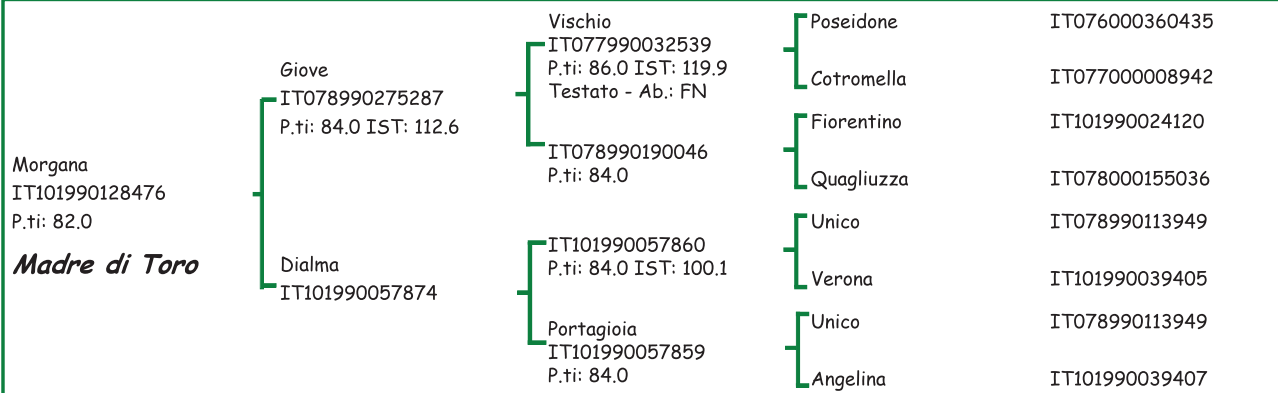 Morgana
IT101990128476
P.ti: 82.0
Madre di Toro
Giove
IT078990275287
P.ti: 84.0 IST: 112.6
Dialma
IT101990057874
Vischio
IT077990032539
P.ti: 86.0 IST: 119.9
Testato - Ab.: FN
IT078990190046
P.ti: 84.0
IT101990057860
P.ti: 84.0 IST: 100.1
Portagioia
IT101990057859
P.ti: 84.0
Poseidone IT076000360435
Cotromella IT077000008942
Fiorentino IT101990024120
Quagliuzza IT078000155036
Unico IT078990113949
Verona IT101990039405
Unico IT078990113949
Angelina IT101990039407